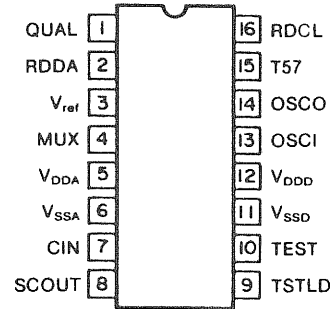 QUAL 1 16 RDCL
RDDA 2 15 T57
Vref 3 14 OSCO
MUX 4 13 OSCI
VDDA 5 12 VDDD
VSSA 6 11 VSSD
CIN 7 10 TEST
SCOUT 8 9 TSTLD